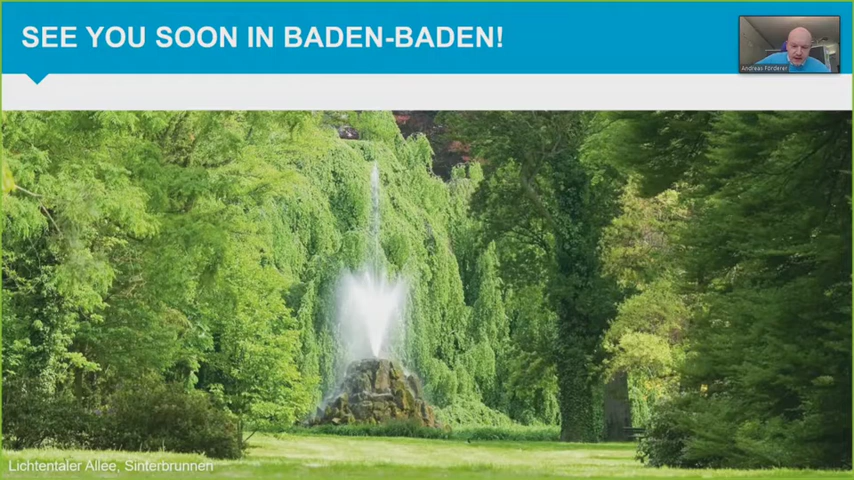 SEE YOU SOON IN BADEN-BADEN!
Andreas Förderer
Lichtentaler Allee, Sinterbrunnen